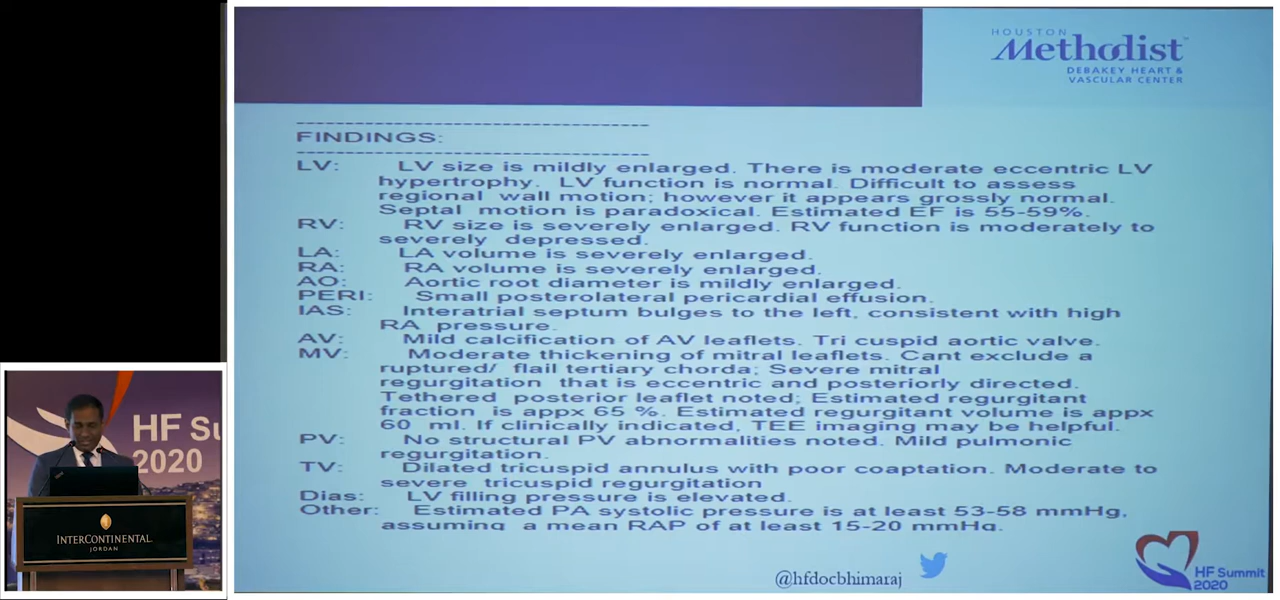 HOUSTON
Methodist
DEBAKEY HEART &
VASCULAR CENTER
--------------------------------------------
FINDINGS:
--------------------------------------------
LV: LV size is mildly enlarged. There is moderate eccentric LV
hypertrophy. LV function is normal. Difficult to assess
regional wall motion; however it appears grossly normal.
Septal motion is paradoxical. Estimated EF is 55-59%.
RV: RV size is severely enlarged. RV function is moderately to
severely depressed.
LA: LA volume is severely enlarged.
RA: RA volume is severely enlarged.
AO: Aortic root diameter is mildly enlarged.
PERI: Small posterolateral pericardial effusion.
IAS: Interatrial septum bulges to the left, consistent with high
RA pressure.
AV: Mild calcification of AV leaflets. Tri cuspid aortic valve.
MV: Moderate thickening of mitral leaflets. Cant exclude a
ruptured/ flail tertiary chorda; Severe mitral
regurgitation that is eccentric and posteriorly directed.
Tethered posterior leaflet noted; Estimated regurgitant
fraction is appx 65 %. Estimated regurgitant volume is appx
60 ml. If clinically indicated, TEE imaging may be helpful.
PV: No structural PV abnormalities noted. Mild pulmonic
regurgitation.
TV: Dilated tricuspid annulus with poor coaptation. Moderate to
severe tricuspid regurgitation
Dias: LV filling pressure is elevated.
Other: Estimated PA systolic pressure is at least 53-58 mmHg,
assuming a mean RAP of at least 15-20 mmHg.
@hfdocbhimaraj
HF Summit
2020
HF Su
2020
INTERCONTINENTAL
JORDAN